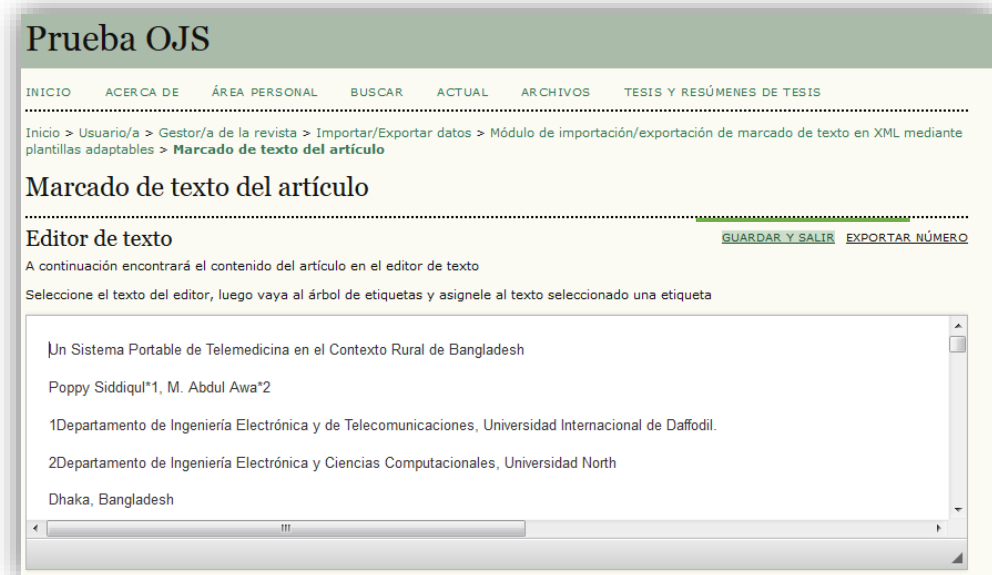 Prueba OJS
INICIO ACERCA DE ÁREA PERSONAL BUSCAR ACTUAL ARCHIVOS TESIS Y RESÚMENES DE TESIS
Inicio > Usuario/a > Gestor/a de la revista > Importar/Exportar datos > Módulo de importación/exportación de marcado de texto en XML mediante
plantillas adaptables > Marcado de texto del artículo
Marcado de texto del artículo
Editor de texto GUARDAR Y SALIR EXPORTAR NÚMERO
A continuación encontrará el contenido del artículo en el editor de texto
Seleccione el texto del editor, luego vaya al árbol de etiquetas y asignele al texto seleccionado una etiqueta
Un Sistema Portable de Telemedicina en el Contexto Rural de Bangladesh
Poppy Siddiqul*1, M. Abdul Awa*2
1Departamento de Ingeniería Electrónica y de Telecomunicaciones, Universidad Internacional de Daffodil.
2Departamento de Ingeniería Electrónica y Ciencias Computacionales, Universidad North
Dhaka, Bangladesh